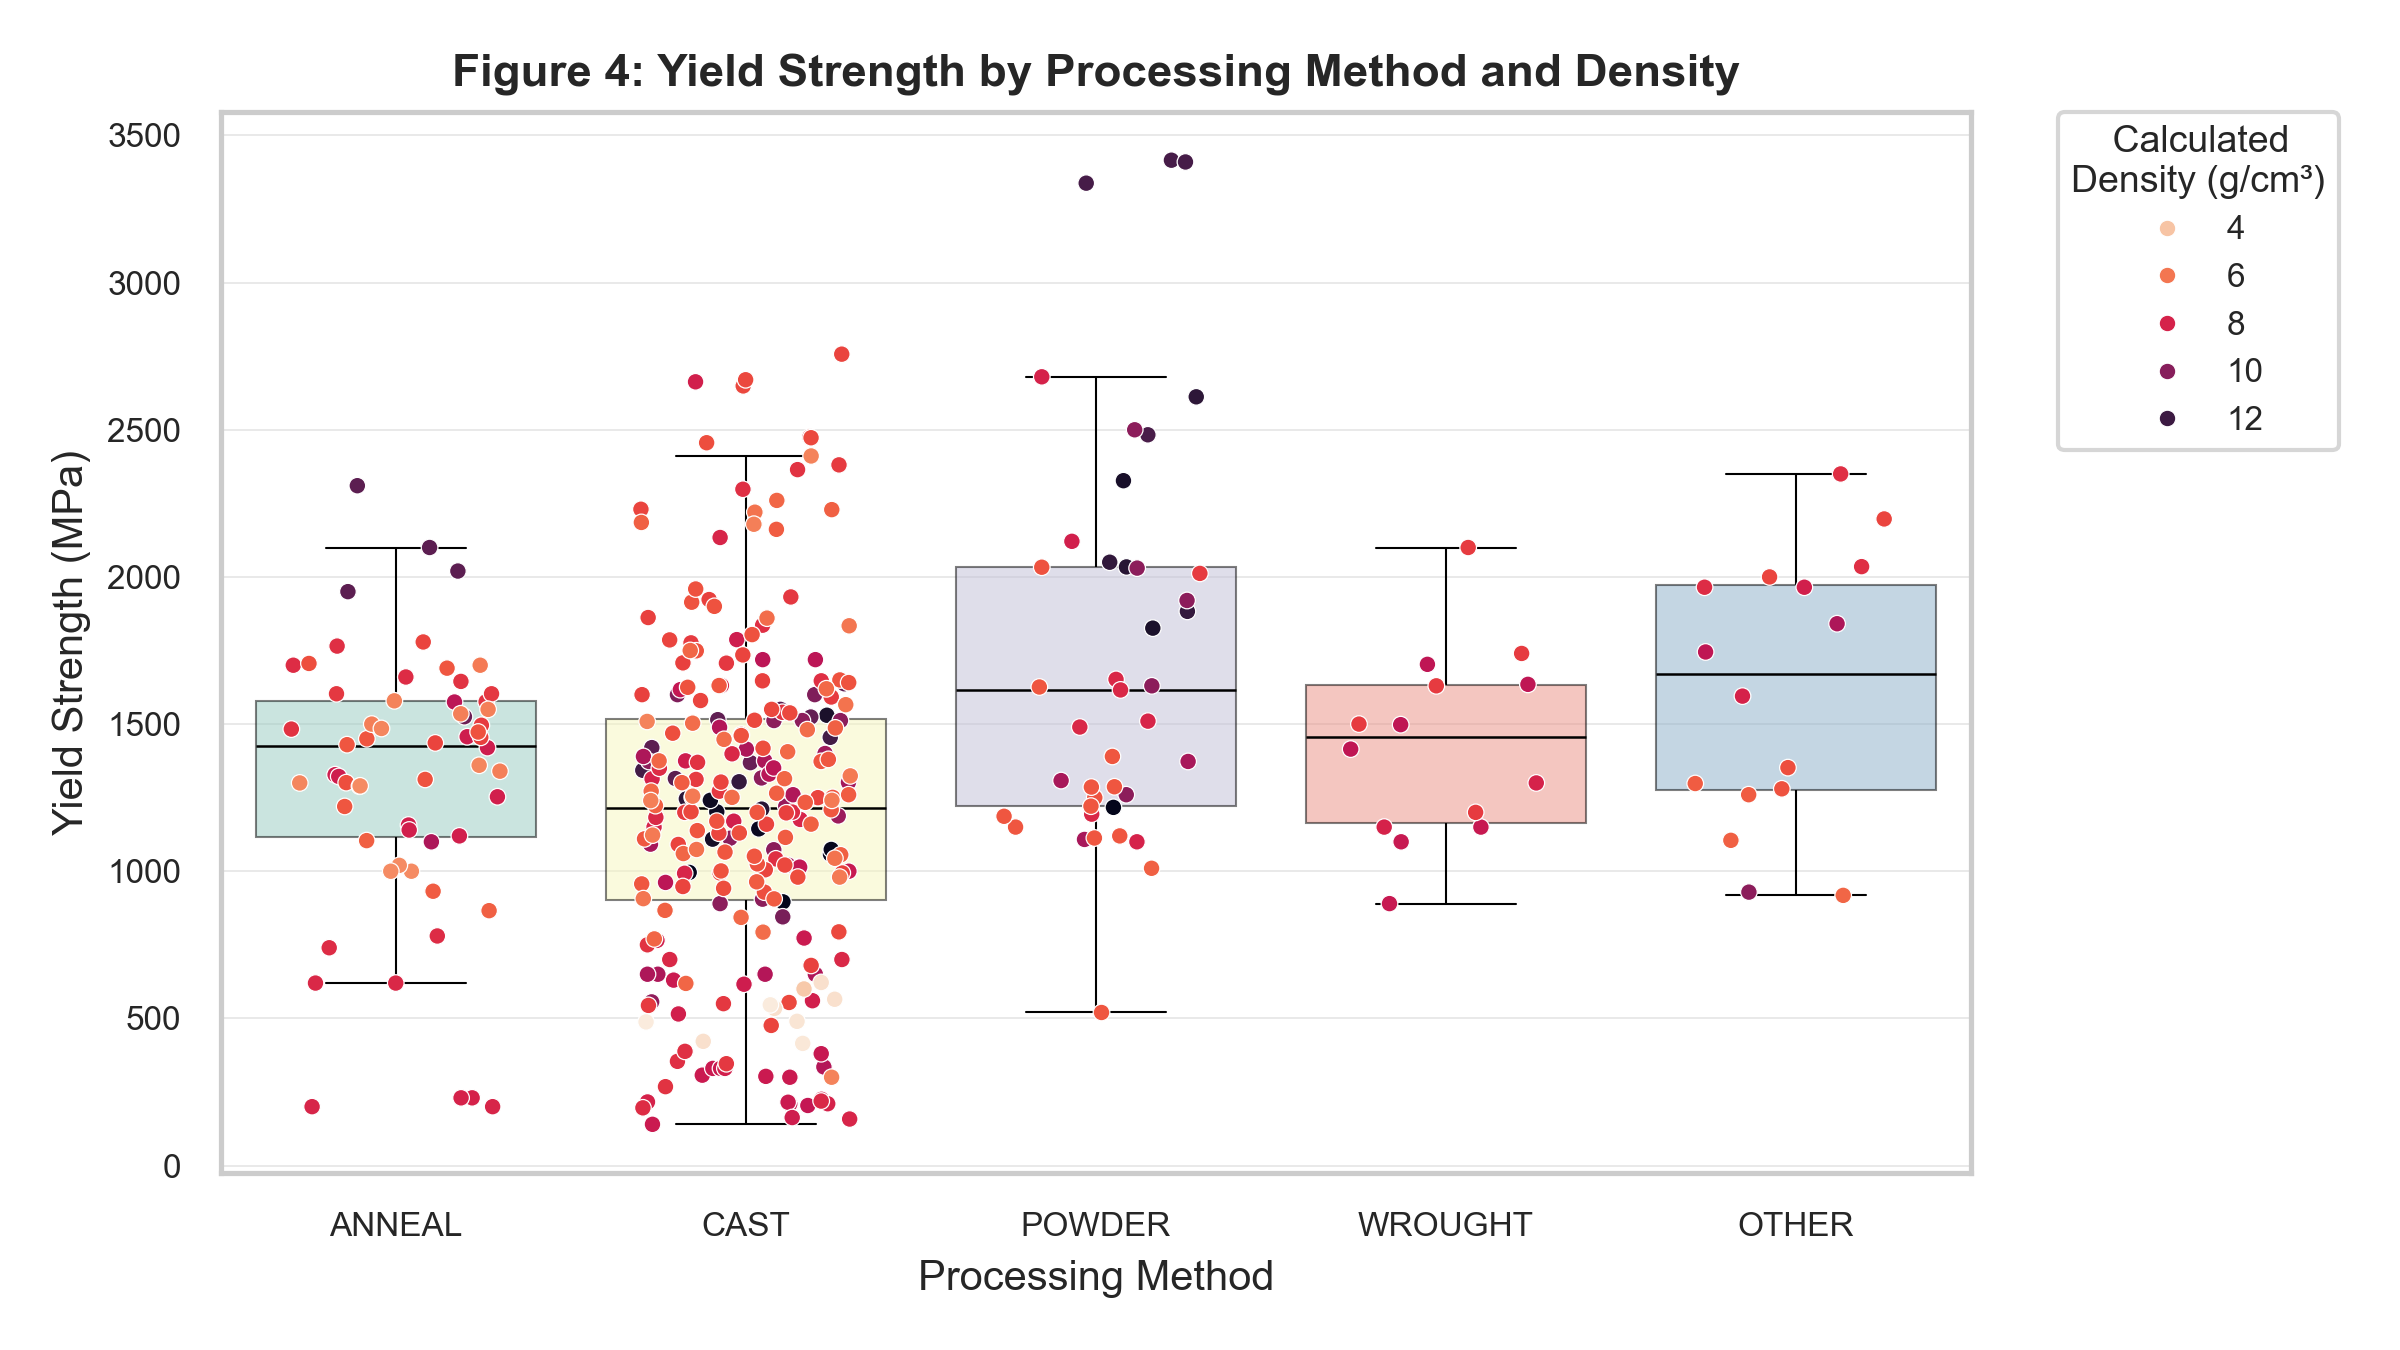 Figure 4: Yield Strength by Processing Method and Density
Yield Strength (MPa)
3500
3000
2500
2000
1500
1000
500
0
ANNEAL
CAST
POWDER
WROUGHT
OTHER
Processing Method
Calculated
Density (g/cm³)
4
6
8
10
12